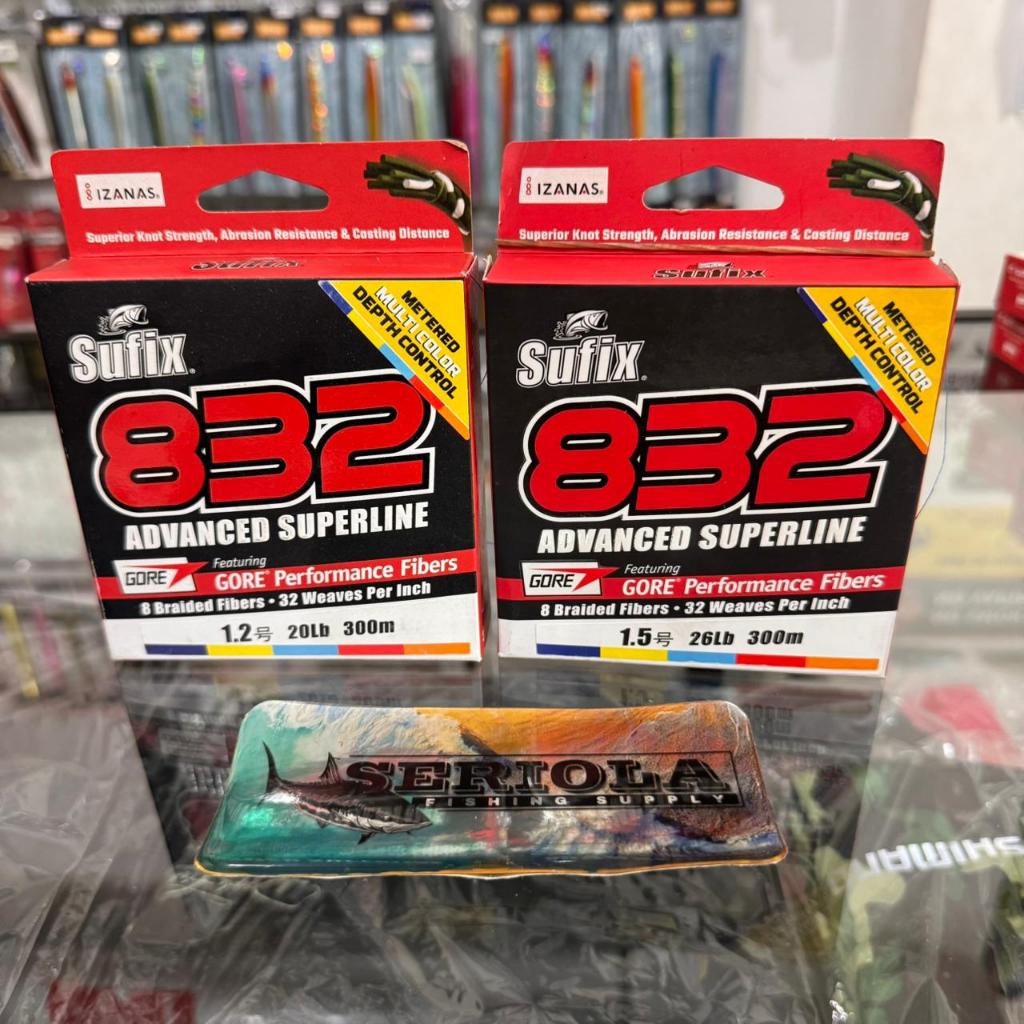 IZANAS
Superior Knot Strength, Abrasion Resistance & Casting Distance
Sufix
Sufix
METERED
MULTI COLOR
DEPTH CONTROL
832
ADVANCED SUPERLINE
GORE
Featuring
GORE® Performance Fibers
8 Braided Fibers • 32 Weaves Per Inch
1.2号 20Lb 300m
IZANAS
Superior Knot Strength, Abrasion Resistance & Casting Distance
Sufix
Sufix
METERED
MULTI COLOR
DEPTH CONTROL
832
ADVANCED SUPERLINE
GORE
Featuring
GORE® Performance Fibers
8 Braided Fibers • 32 Weaves Per Inch
1.5号 26Lb 300m
SERIOLA
FISHING SUPPLY
SHIMANO